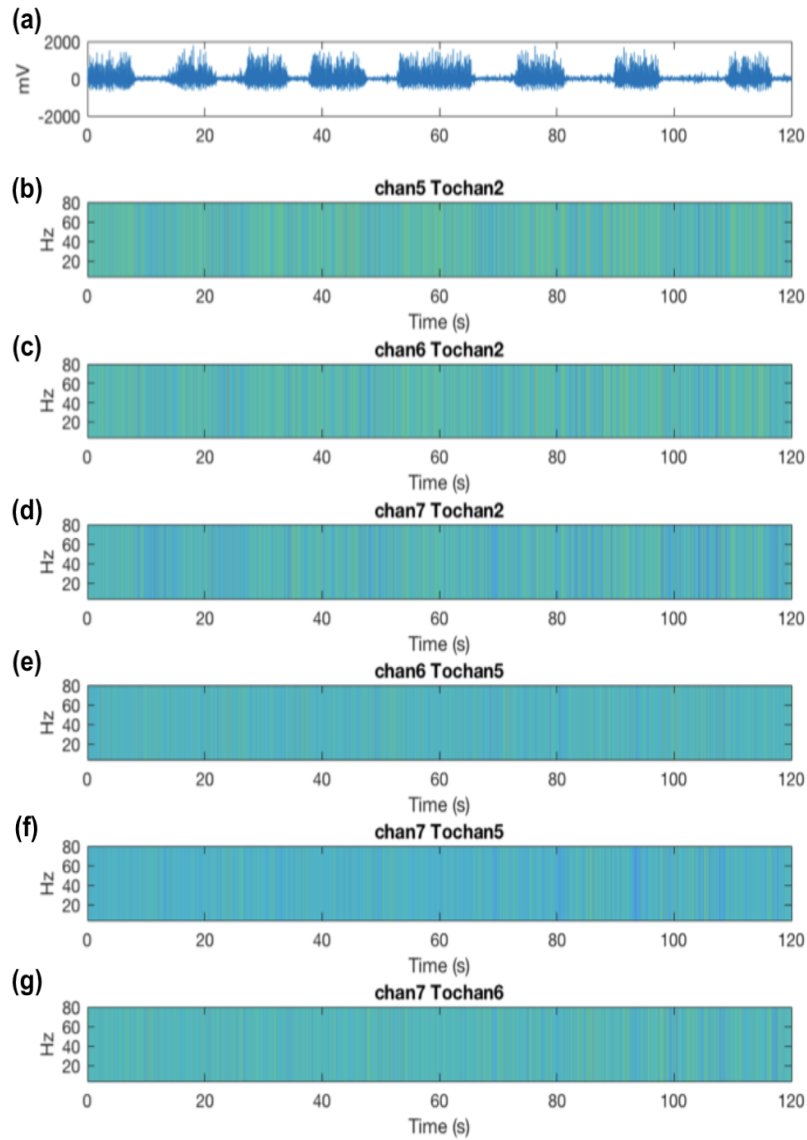 (a)
2000
0
-2000
mV
0 20 40 60 80 100 120
(b)
chan5 Tochan2
80
60
40
20
Hz
0 20 40 60 80 100 120
Time (s)
(c)
chan6 Tochan2
80
60
40
20
Hz
0 20 40 60 80 100 120
Time (s)
(d)
chan7 Tochan2
80
60
40
20
Hz
0 20 40 60 80 100 120
Time (s)
(e)
chan6 Tochan5
80
60
40
20
Hz
0 20 40 60 80 100 120
Time (s)
(f)
chan7 Tochan5
80
60
40
20
Hz
0 20 40 60 80 100 120
Time (s)
(g)
chan7 Tochan6
80
60
40
20
Hz
0 20 40 60 80 100 120
Time (s)